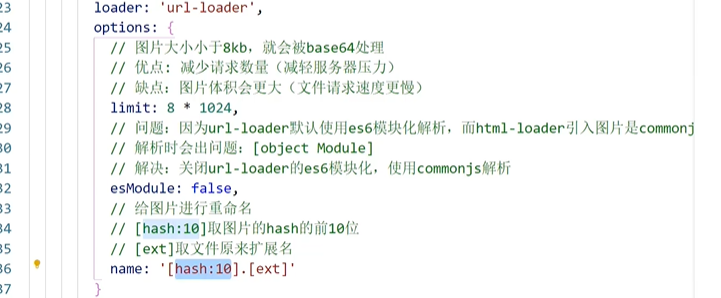 23 loader: 'url-loader',
24 options: {
25 // 图片大小小于8kb，就会被base64处理
26 // 优点: 减少请求数量（减轻服务器压力）
27 // 缺点：图片体积会更大（文件请求速度更慢）
28 limit: 8 * 1024,
29 // 问题：因为url-loader默认使用es6模块化解析，而html-loader引入图片是commonj
30 // 解析时会出问题：[object Module]
31 // 解决：关闭url-loader的es6模块化，使用commonjs解析
32 esModule: false,
33 // 给图片进行重命名
34 // [hash:10]取图片的hash的前10位
35 // [ext]取文件原来扩展名
36 name: '[hash:10].[ext]'
37 }